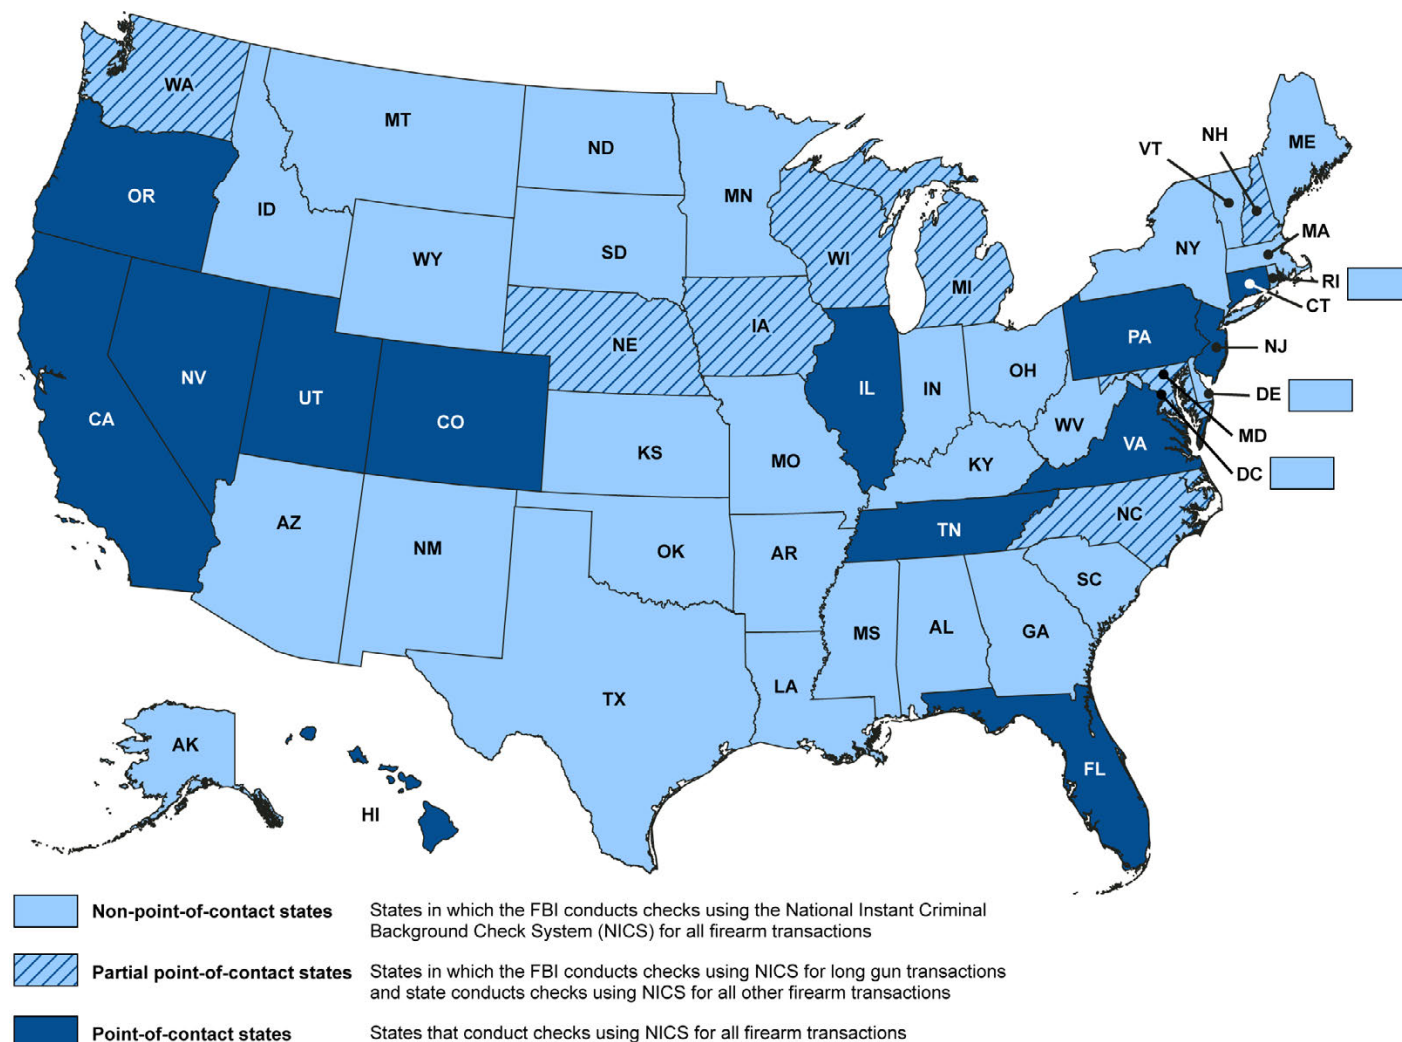 WA
MT
ND
MN
ME
VT
NH
OR
ID
SD
WI
MI
NY
MA
RI
CT
WY
NE
IA
PA
NJ
NV
UT
CO
IL
IN
OH
DE
MD
DC
CA
KS
MO
KY
WV
VA
AZ
NM
OK
AR
TN
NC
SC
MS
AL
GA
TX
LA
FL
AK
HI
Non-point-of-contact states States in which the FBI conducts checks using the National Instant Criminal
Background Check System (NICS) for all firearm transactions
Partial point-of-contact states States in which the FBI conducts checks using NICS for long gun transactions
and state conducts checks using NICS for all other firearm transactions
Point-of-contact states States that conduct checks using NICS for all firearm transactions